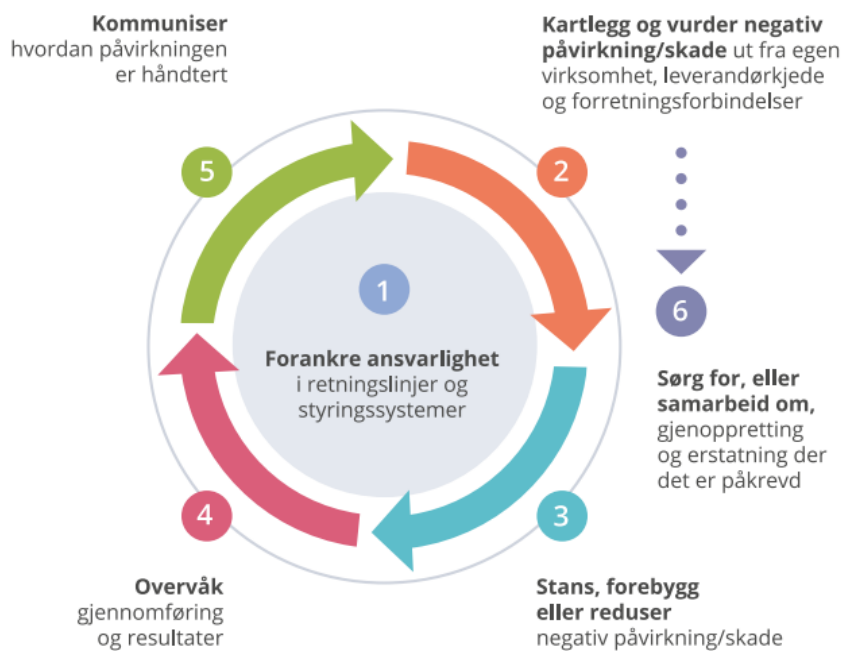 Kommuniser
hvordan påvirkningen
er håndtert
Kartlegg og vurder negativ
påvirkning/skade ut fra egen
virksomhet, leverandørkjede
og forretningsforbindelser
5
2
1
Forankre ansvarlighet
i retningslinjer og
styringssystemer
6
Sørg for, eller
samarbeid om,
gjenoppretting
og erstatning der
det er påkrevd
4
3
Overvåk
gjennomføring
og resultater
Stans, forebygg
eller reduser
negativ påvirkning/skade